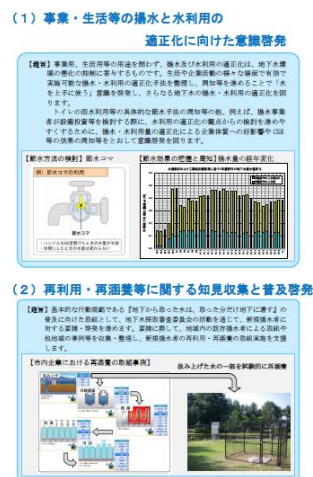 （１）事業・生活等の揚水と水利用の
適正化に向けた意識啓発
【趣旨】事業用、生活用等の用途を問わず、揚水及び水利用の適正化は、地下水環
境の悪化の抑制に寄与するものです。生活や企業活動の様々な場面で有効で
実施可能な揚水・水利用の適正化手法を整理し、周知等を進めることで「水
を上手に使う」意識を啓発し、さらなる地下水の揚水・水利用の適正化を図
ります。
トイレの雨水利用等の具体的な節水手法の周知等の他、例えば、揚水事業
者が設備投資等を検討する際に、水利用の適正化の観点からの検討を進めや
すくするために、揚水・水利用量の適正化による企業体質への好影響やCSR
等の効果の周知等をとおして意識啓発を図ります。
【節水方法の検討】節水コマ
【節水効果の把握と周知】揚水量の経年変化
例）節水コマの利用
節水コマ
（２）再利用・再涵養等に関する知見収集と普及啓発
【趣旨】基本的な行動規範である『地下から取った水は、取った分だけ地下に還す』の
普及に向けた取組として、地下水採取審査委員会の活動を通じて、新規揚水者に
対する要請・啓発を進めます。要請に際して、地域内の既存揚水者による取組や
他地域の事例等を収集・整理し、新規揚水者の再利用・再涵養の取組実施を支援
します。
【市内企業における再涵養の取組事例】
汲み上げた水の一部を試験的に再涵養